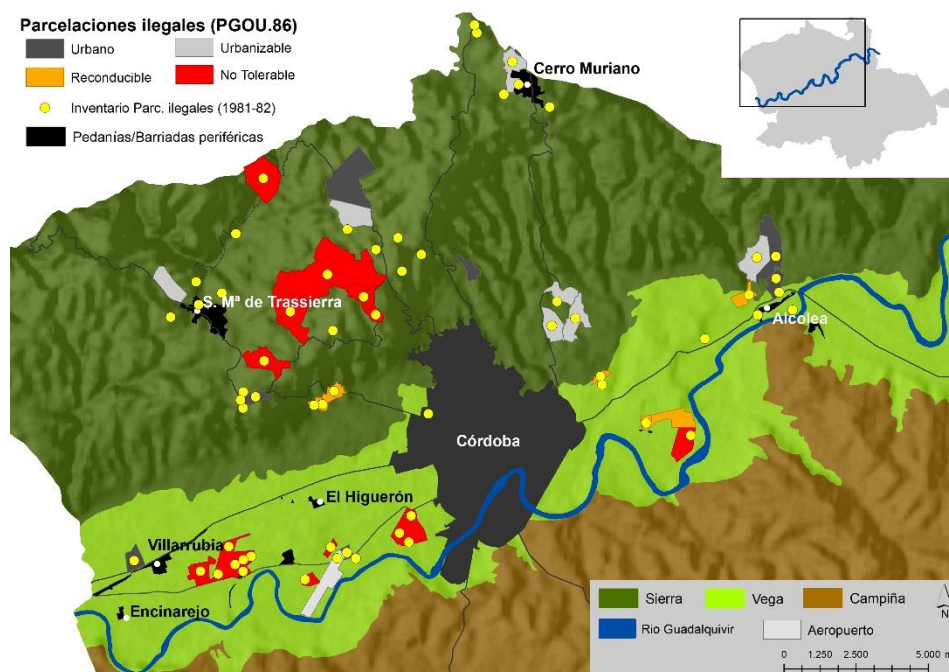 Parcelaciones ilegales (PGOU.86)
Urbano
Urbanizable
Reconducible
No Tolerable
Inventario Parc. ilegales (1981-82)
Pedanías/Barriadas periféricas
Cerro Muriano
S. Mª de Trassierra
Alcolea
Córdoba
El Higuerón
Villarrubia
Encinarejo
Sierra
Vega
Campiña
N
Rio Guadalquivir
Aeropuerto
0 1.250 2.500 5.000 m